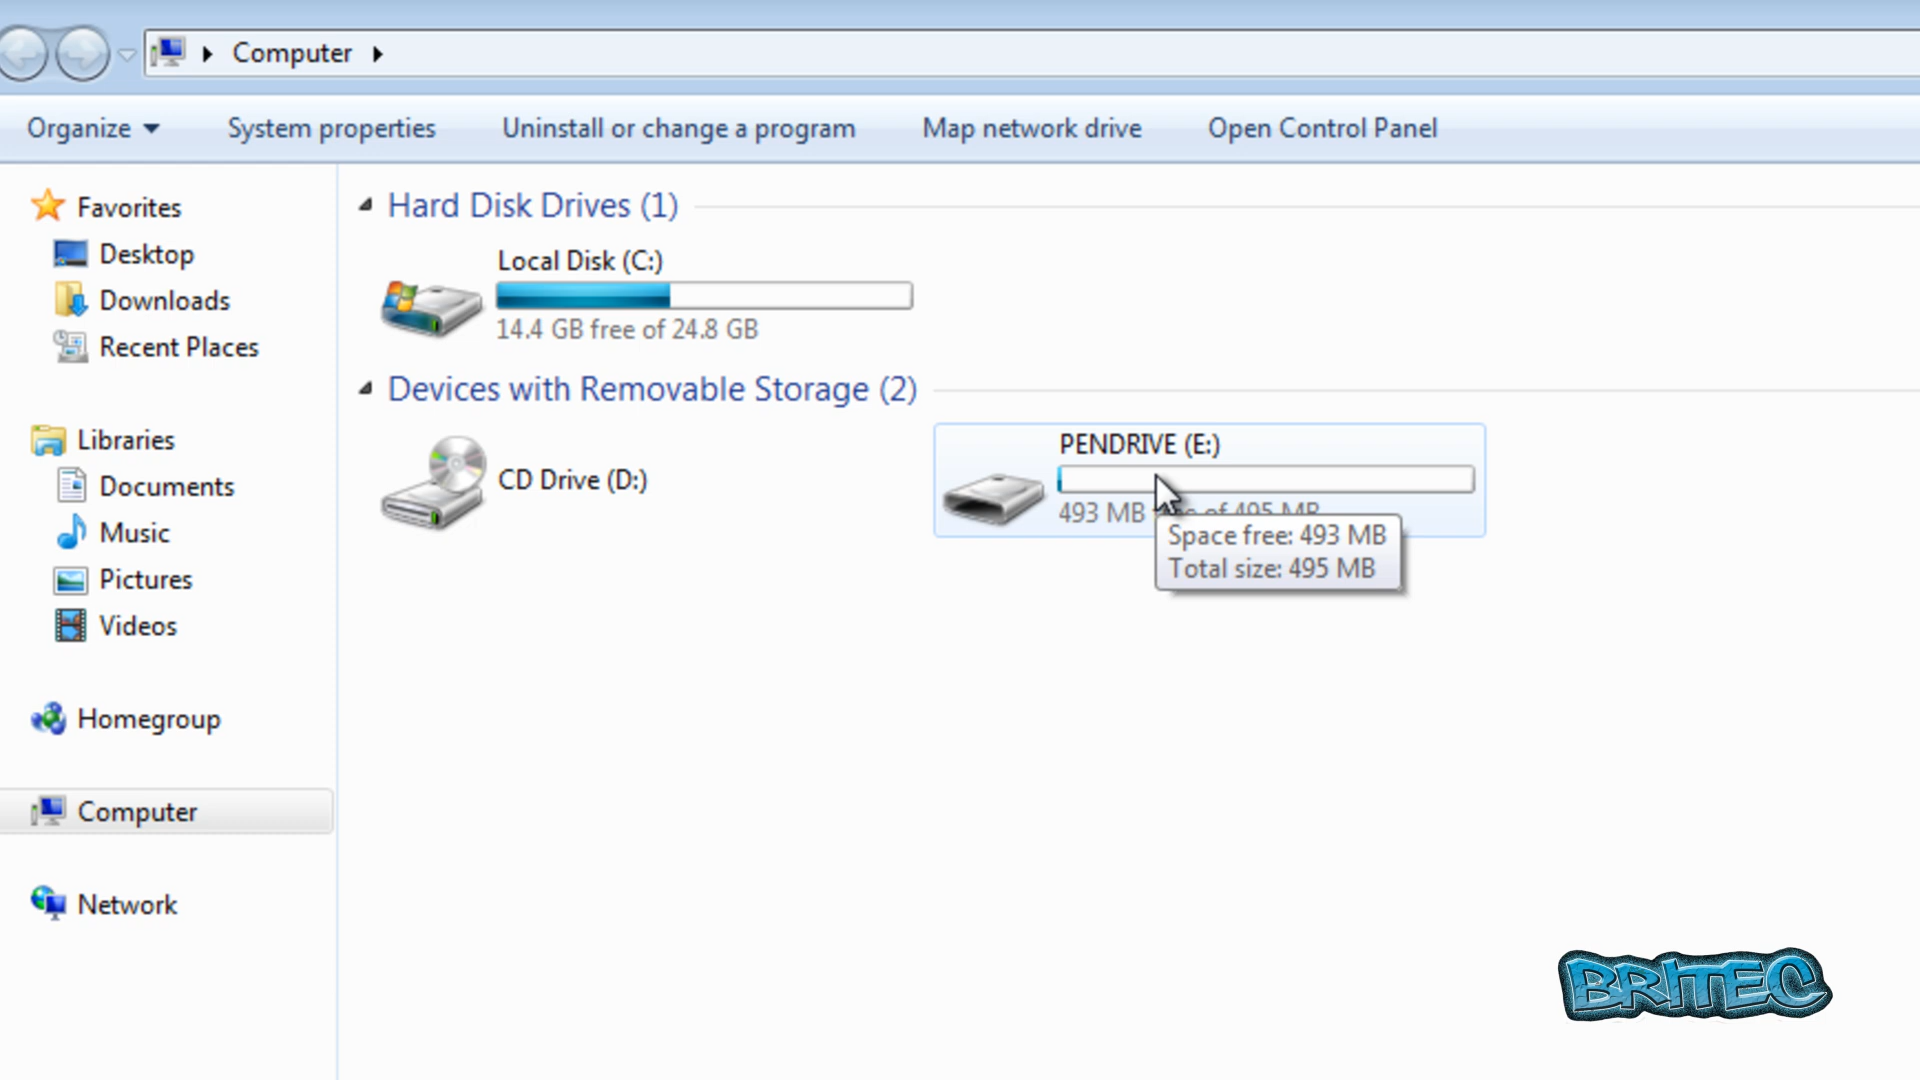 Computer
Organize
System properties
Uninstall or change a program
Map network drive
Open Control Panel
Favorites
Desktop
Downloads
Recent Places
Libraries
Documents
Music
Pictures
Videos
Homegroup
Computer
Network
Hard Disk Drives (1)
Local Disk (C:)
14.4 GB free of 24.8 GB
Devices with Removable Storage (2)
CD Drive (D:)
PENDRIVE (E:)
493 MB of 495 MB
Space free: 493 MB
Total size: 495 MB
BRITEC